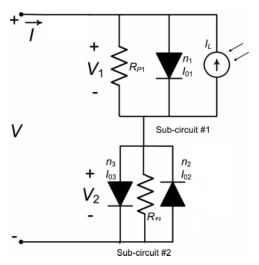 +
I
+
V1
-
RP1
n1
I01
IL
Sub-circuit #1
V
n3
I03
n2
I02
+
V2
-
RP2
-
Sub-circuit #2